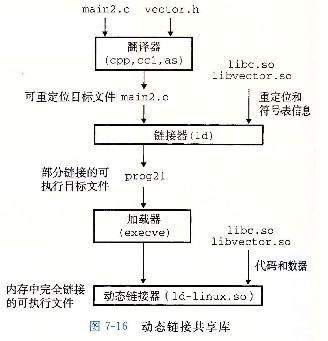 main2.c vector.h
翻译器
(cpp,cc1,as)
libc.so
libvector.so
可重定位目标文件 main2.o
重定位和
符号表信息
链接器(ld)
部分链接的可
执行目标文件
prog21
加载器
(execve)
libc.so
libvector.so
代码和数据
内存中完全链接
的可执行文件
动态链接器(ld-linux.so)
图 7-16 动态链接共享库